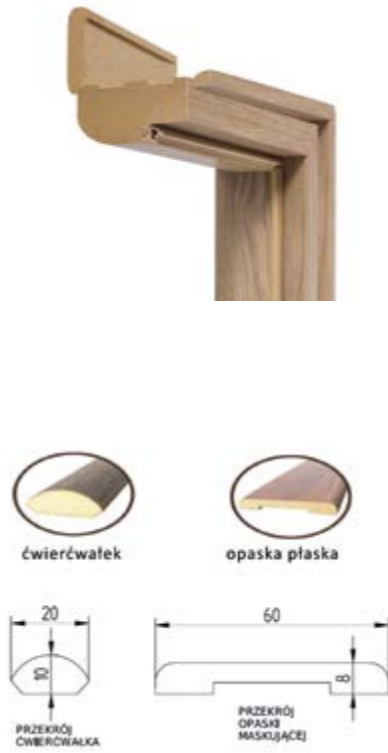 ćwierćwałek
opaska płaska
20
60
10
8
PRZEKRÓJ
ĆWIERĆWAŁKA
PRZEKRÓJ
OPASKI
MASKUJĄCEJ